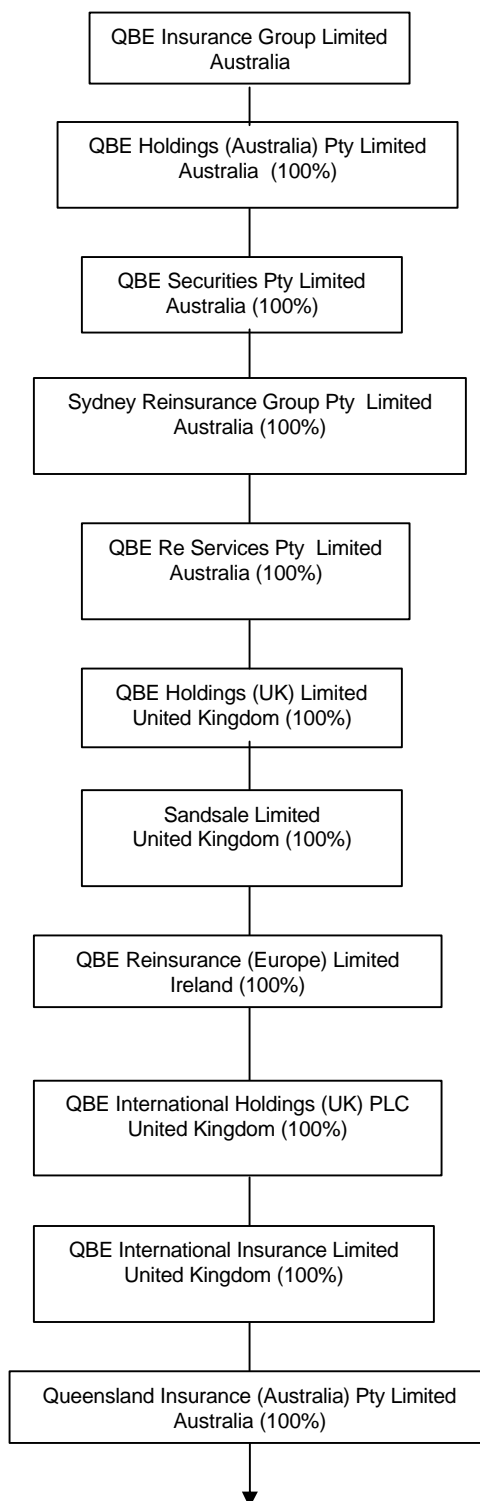 QBE Insurance Group Limited
Australia
QBE Holdings (Australia) Pty Limited
Australia (100%)
QBE Securities Pty Limited
Australia (100%)
Sydney Reinsurance Group Pty Limited
Australia (100%)
QBE Re Services Pty Limited
Australia (100%)
QBE Holdings (UK) Limited
United Kingdom (100%)
Sandsale Limited
United Kingdom (100%)
QBE Reinsurance (Europe) Limited
Ireland (100%)
QBE International Holdings (UK) PLC
United Kingdom (100%)
QBE International Insurance Limited
United Kingdom (100%)
Queensland Insurance (Australia) Pty Limited
Australia (100%)